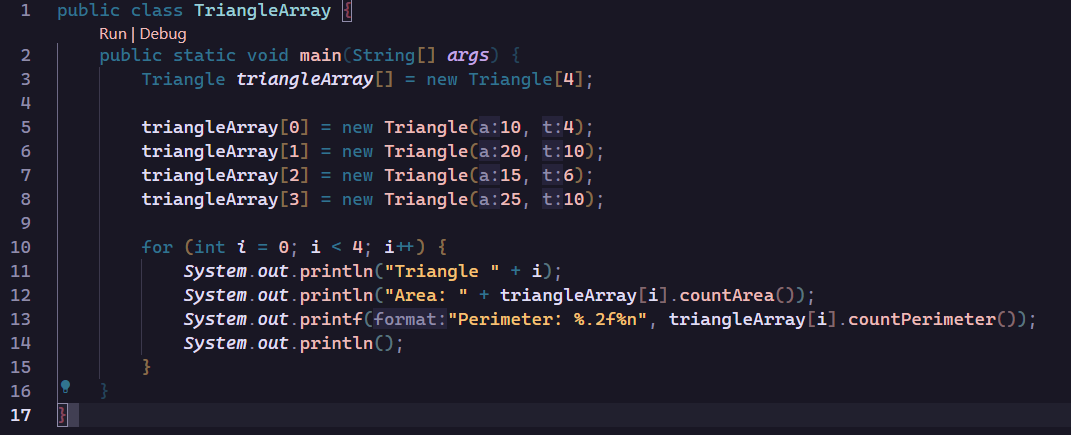 1 public class TriangleArray {
Run | Debug
2 public static void main(String[] args) {
3 Triangle triangleArray[] = new Triangle[4];
4
5 triangleArray[0] = new Triangle(a:10, t:4);
6 triangleArray[1] = new Triangle(a:20, t:10);
7 triangleArray[2] = new Triangle(a:15, t:6);
8 triangleArray[3] = new Triangle(a:25, t:10);
9
10 for (int i = 0; i < 4; i++) {
11 System.out.println("Triangle " + i);
12 System.out.println("Area: " + triangleArray[i].countArea());
13 System.out.printf(format:"Perimeter: %.2f%n", triangleArray[i].countPerimeter());
14 System.out.println();
15 }
16 }
17 }